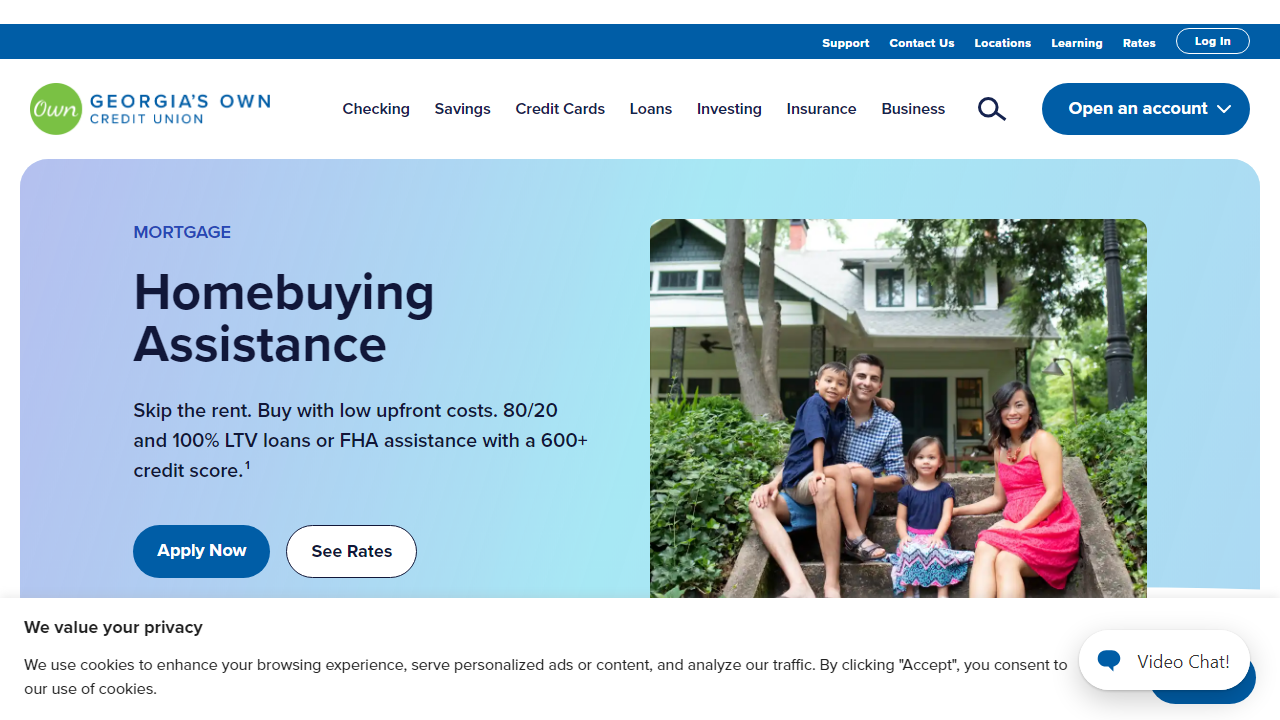 Support Contact Us Locations Learning Rates Log In
Own GEORGIA'S OWN
CREDIT UNION
Checking Savings Credit Cards Loans Investing Insurance Business Open an account
MORTGAGE
Homebuying
Assistance
Skip the rent. Buy with low upfront costs. 80/20
and 100% LTV loans or FHA assistance with a 600+
credit score.1
Apply Now See Rates
We value your privacy
We use cookies to enhance your browsing experience, serve personalized ads or content, and analyze our traffic. By clicking "Accept", you consent to
our use of cookies.
Video Chat!